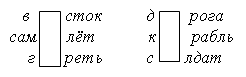 в сток д рога
сам лёт к рабль
г реть с лдат